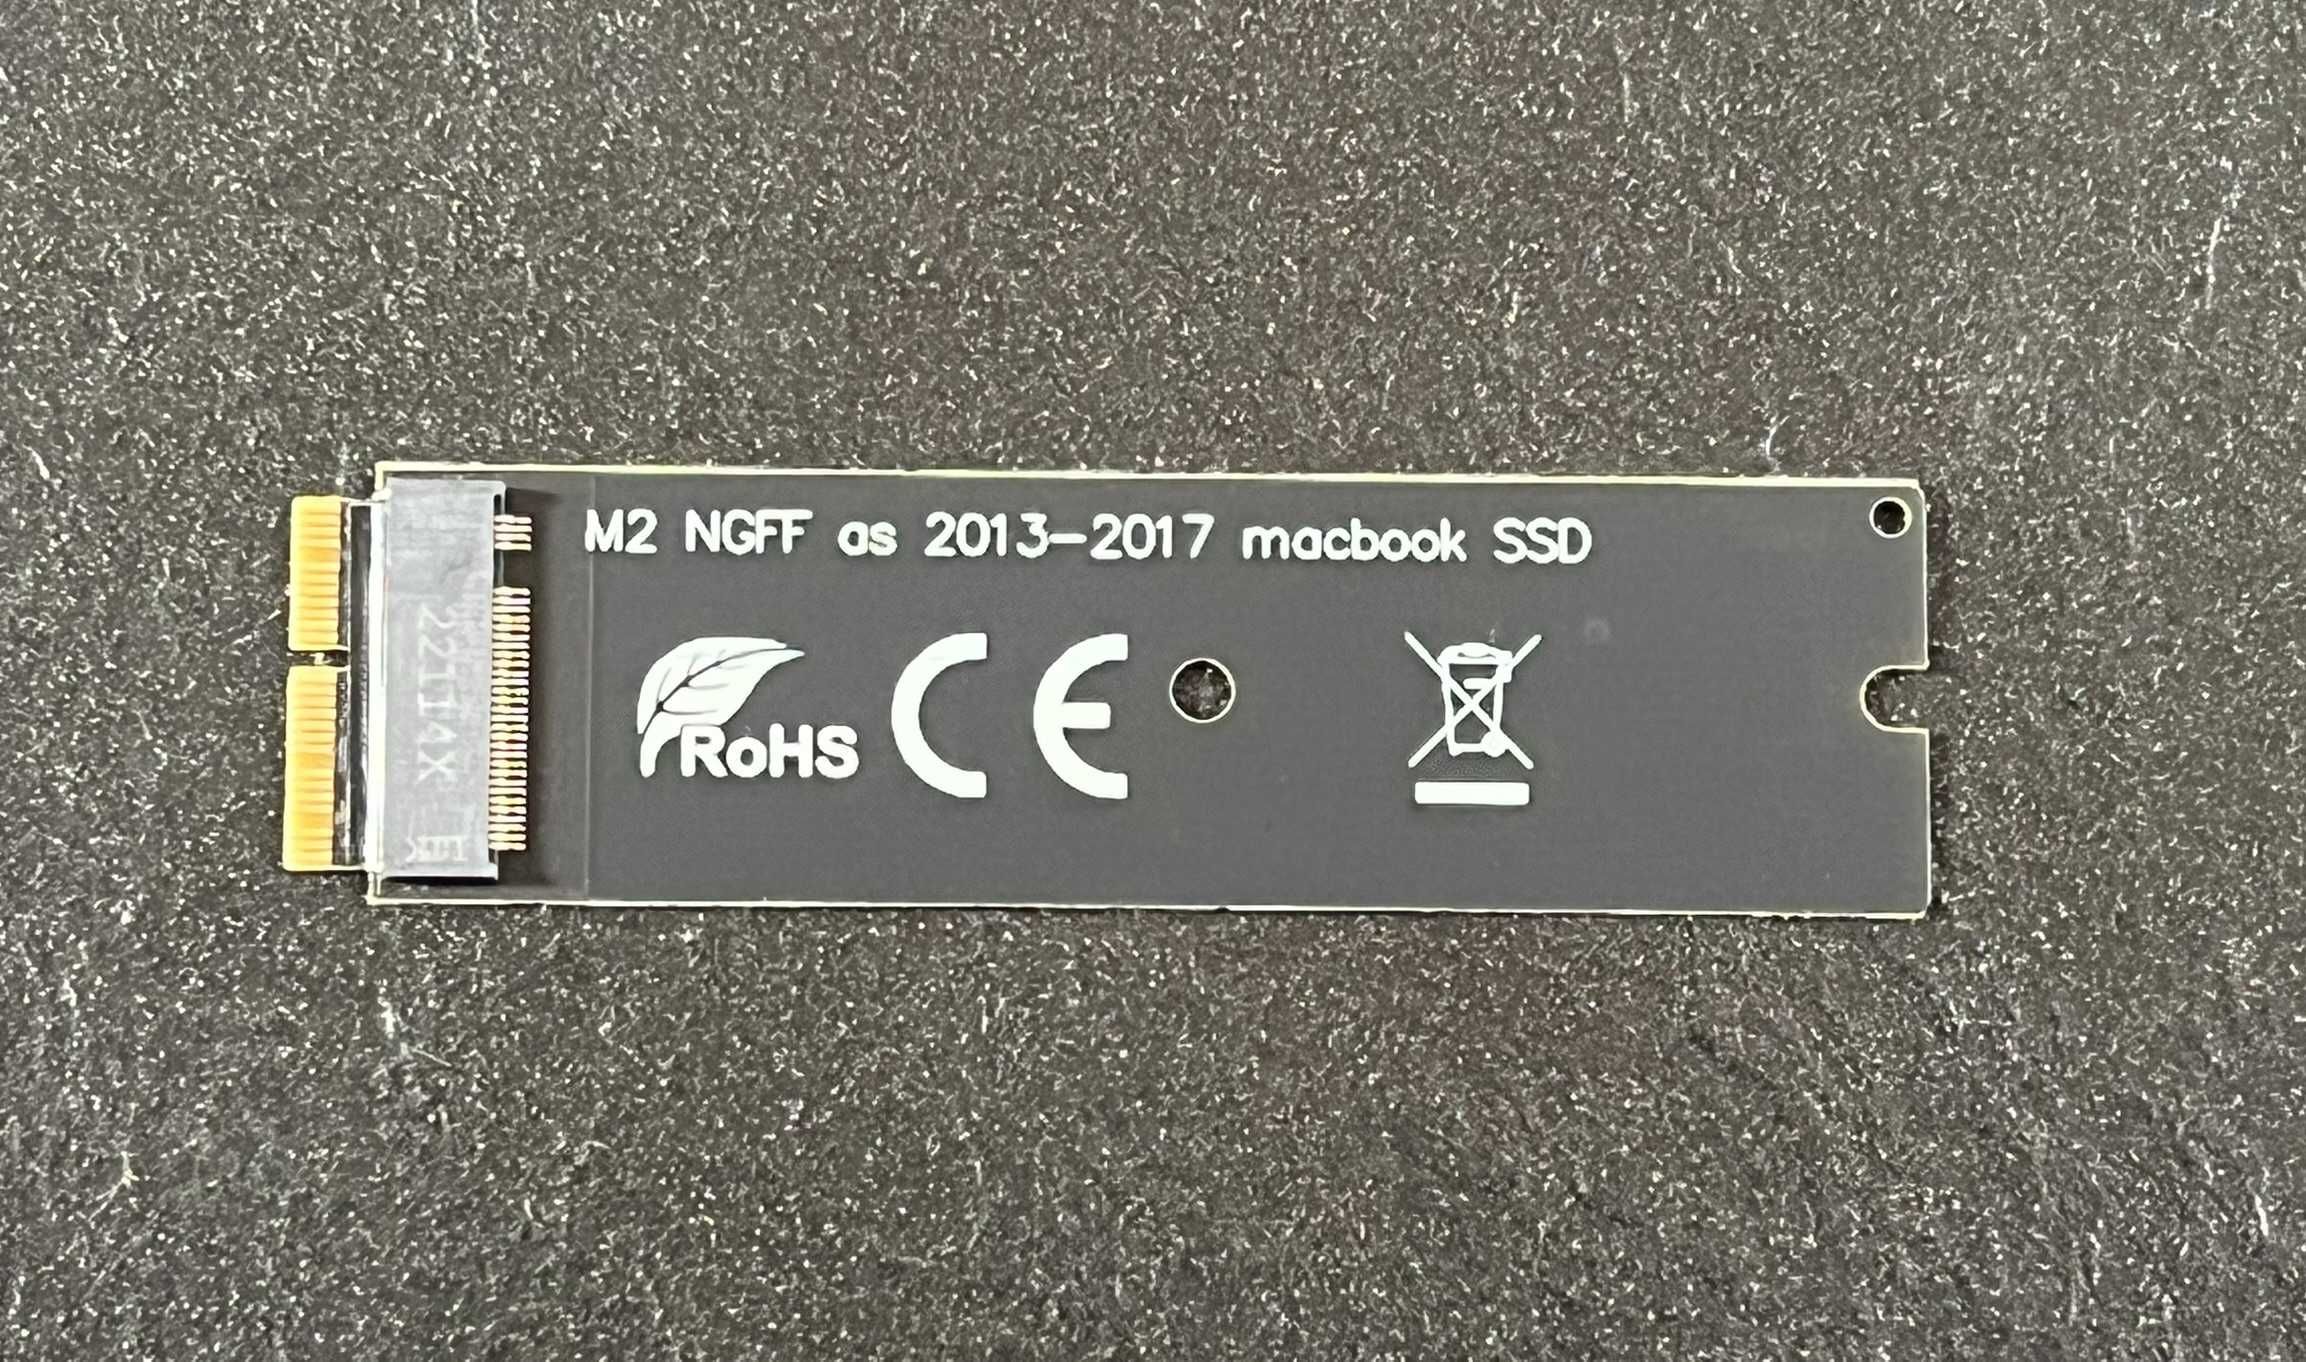 M2 NGFF as 2013-2017 macbook SSD
RoHS
CE